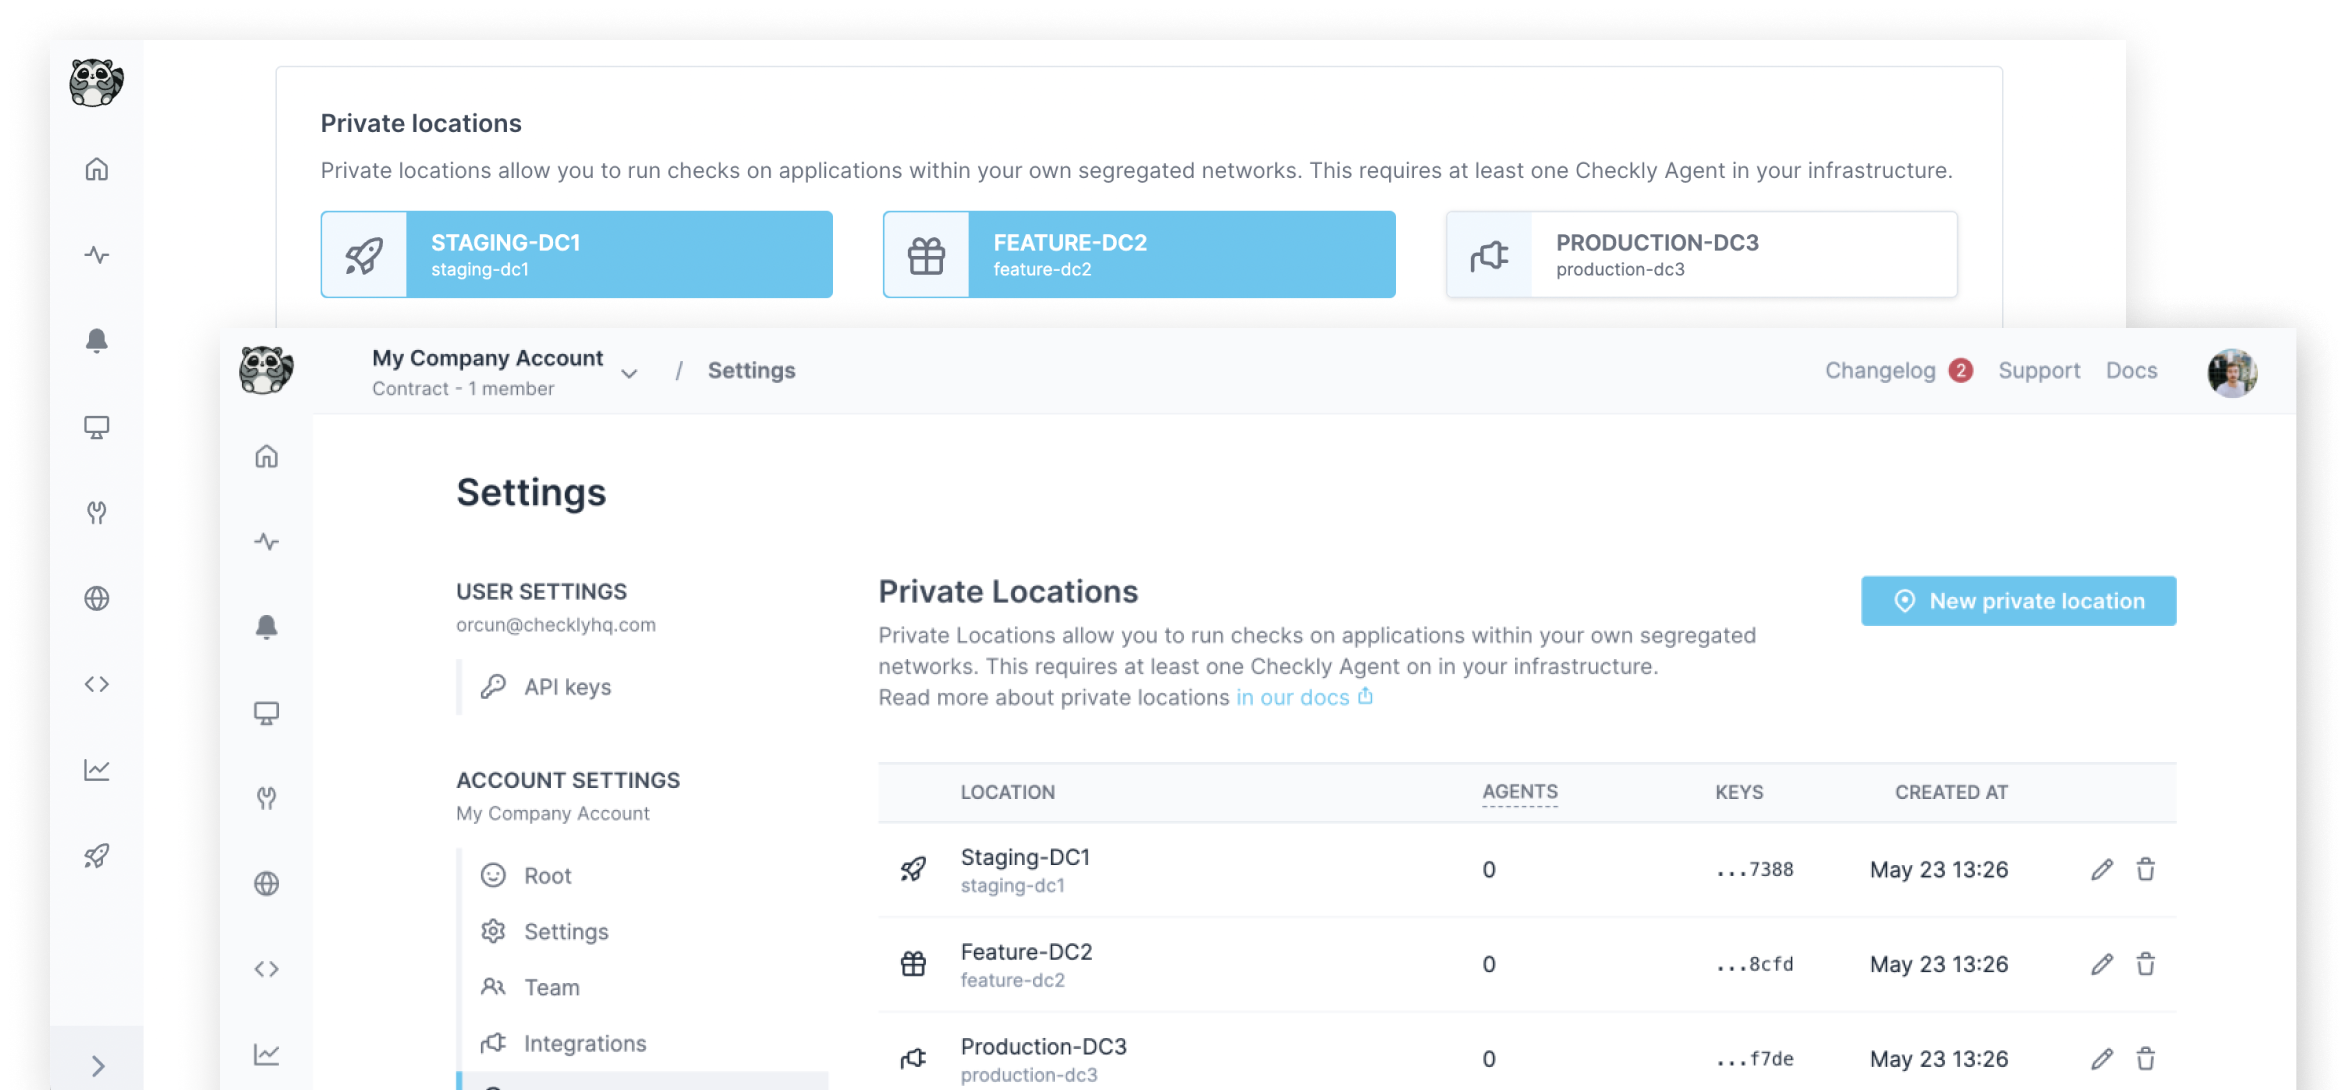 Private locations
Private locations allow you to run checks on applications within your own segregated networks. This requires at least one Checkly Agent in your infrastructure.
STAGING-DC1
staging-dc1
FEATURE-DC2
feature-dc2
PRODUCTION-DC3
production-dc3
My Company Account
Contract - 1 member
/ Settings
Changelog 2 Support Docs
Settings
USER SETTINGS
orcun@checklyhq.com
API keys
ACCOUNT SETTINGS
My Company Account
Root
Settings
Team
Integrations
Private Locations
New private location
Private Locations allow you to run checks on applications within your own segregated
networks. This requires at least one Checkly Agent on in your infrastructure.
Read more about private locations in our docs
LOCATION AGENTS KEYS CREATED AT
Staging-DC1
staging-dc1
0 ...7388 May 23 13:26
Feature-DC2
feature-dc2
0 ...8cfd May 23 13:26
Production-DC3
production-dc3
0 ...f7de May 23 13:26